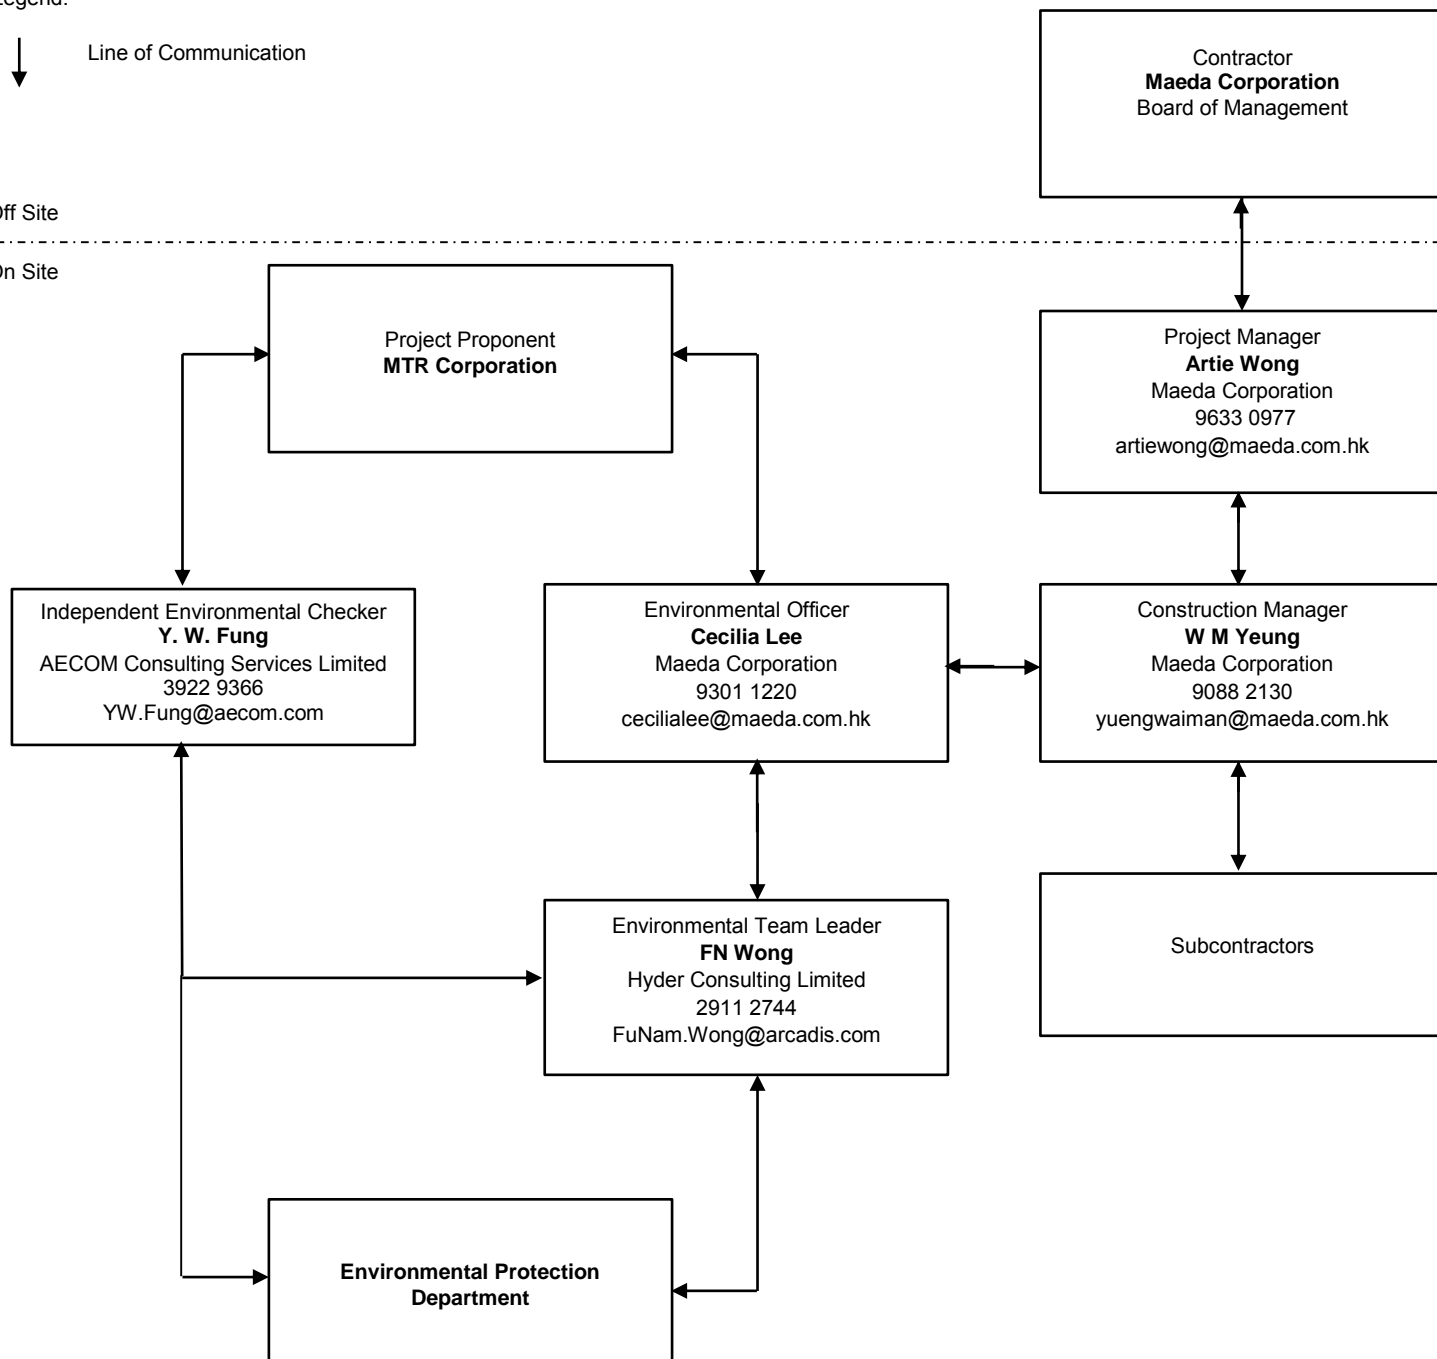 Legend:
Line of Communication
Contractor
Maeda Corporation
Board of Management
Off Site
On Site
Project Proponent
MTR Corporation
Project Manager
Artie Wong
Maeda Corporation
9633 0977
artiewong@maeda.com.hk
Independent Environmental Checker
Y. W. Fung
AECOM Consulting Services Limited
3922 9366
YW.Fung@aecom.com
Environmental Officer
Cecilia Lee
Maeda Corporation
9301 1220
cecilialee@maeda.com.hk
Construction Manager
W M Yeung
Maeda Corporation
9088 2130
yuengwaiman@maeda.com.hk
Environmental Team Leader
FN Wong
Hyder Consulting Limited
2911 2744
FuNam.Wong@arcadis.com
Subcontractors
Environmental Protection
Department